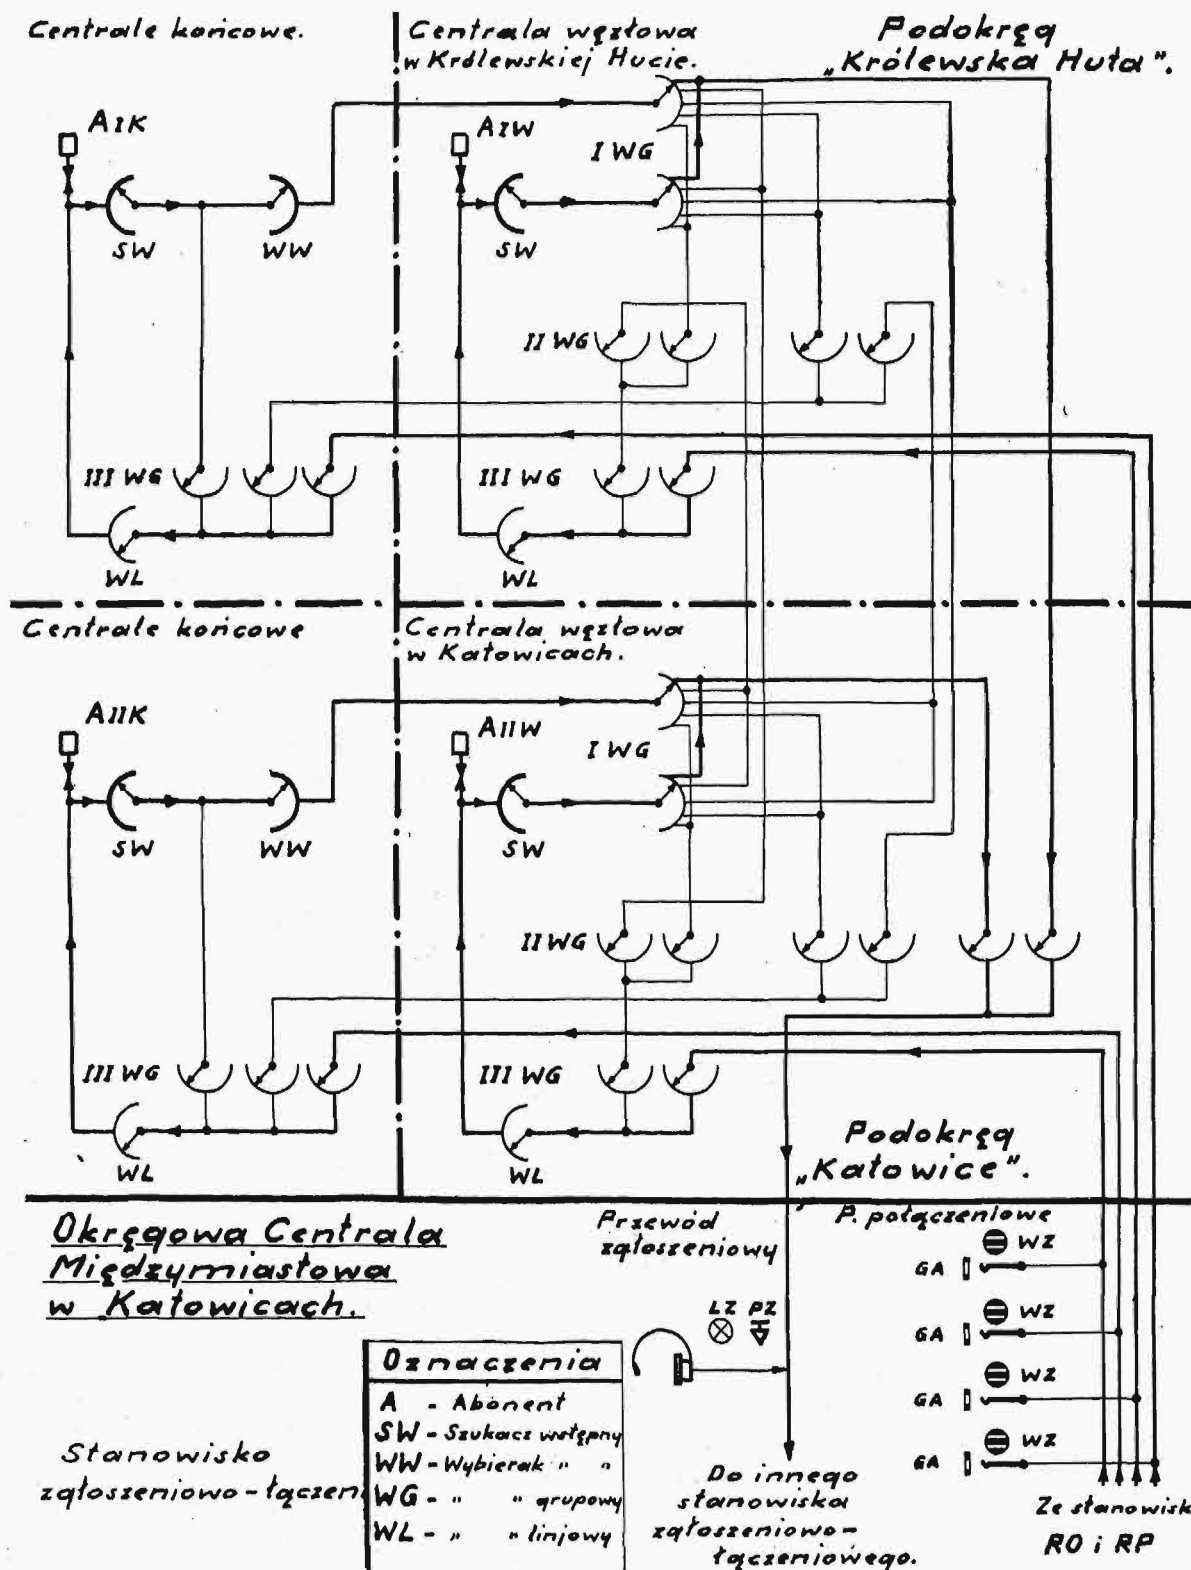 Centrale końcowe.
Centrala węzłowa
w Królewskiej Hucie.
Podokręg
„Królewska Huta".
AIK
SW
WW
AIW
SW
I WG
II WG
III WG
WL
III WG
WL
Centrale końcowe
Centrala węzłowa
w Katowicach.
AIIK
SW
WW
AIIW
SW
I WG
II WG
III WG
WL
III WG
WL
Podokręg
„Katowice".
Okręgowa Centrala
Międzymiastowa
w Katowicach.
Przewód
zgłoszeniowy
P. połączeniowe
GA WZ
GA WZ
GA WZ
GA WZ
LZ PZ
Oznaczenia
A - Abonent
SW - Szukacz wstępny
WW - Wybierak " "
WG - " " grupowy
WL - " " linjowy
Stanowisko
zgłoszeniowo-łączeni
Do innego
stanowiska
zgłoszeniowo-
łączeniowego.
Ze stanowisk
RO i RP